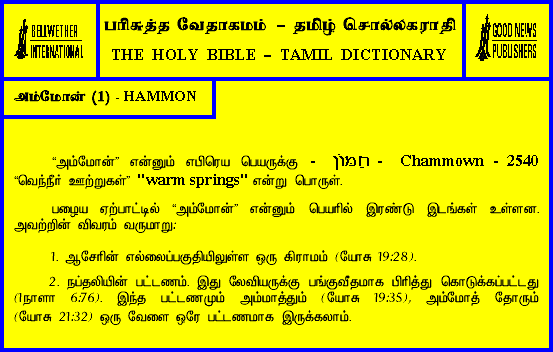 BELLWETHER
INTERNATIONAL
பரிசுத்த வேதாகமம் – தமிழ் சொல்லகராதி
THE HOLY BIBLE – TAMIL DICTIONARY
GOOD NEWS
PUBLISHERS
அம்மோன் (1) - HAMMON
“அம்மோன்” என்னும் எபிரெய பெயருக்கு - חמון - Chammown - 2540
“வெந்நீர் ஊற்றுகள்” "warm springs" என்று பொருள்.
பழைய ஏற்பாட்டில் “அம்மோன்” என்னும் பெயரில் இரண்டு இடங்கள் உள்ளன.
அவற்றின் விவரம் வருமாறு:
1. ஆசேரின் எல்லைப்பகுதியிலுள்ள ஒரு கிராமம் (யோசு 19:28).
2. நப்தலியின் பட்டணம். இது லேவியருக்கு பங்குவீதமாக பிரித்து கொடுக்கப்பட்டது
(1நாளா 6:76). இந்த பட்டணமும் அம்மாத்தும் (யோசு 19:35), அம்மோத் தோரும்
(யோசு 21:32) ஒரு வேளை ஒரே பட்டணமாக இருக்கலாம்.